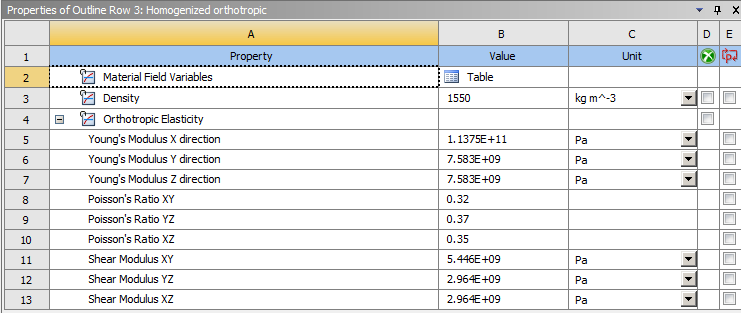 Properties of Outline Row 3: Homogenized orthotropic
A B C D E
1 Property Value Unit
2 Material Field Variables Table
3 Density 1550 kg m^-3
4 Orthotropic Elasticity
5 Young's Modulus X direction 1.1375E+11 Pa
6 Young's Modulus Y direction 7.583E+09 Pa
7 Young's Modulus Z direction 7.583E+09 Pa
8 Poisson's Ratio XY 0.32
9 Poisson's Ratio YZ 0.37
10 Poisson's Ratio XZ 0.35
11 Shear Modulus XY 5.446E+09 Pa
12 Shear Modulus YZ 2.964E+09 Pa
13 Shear Modulus XZ 2.964E+09 Pa